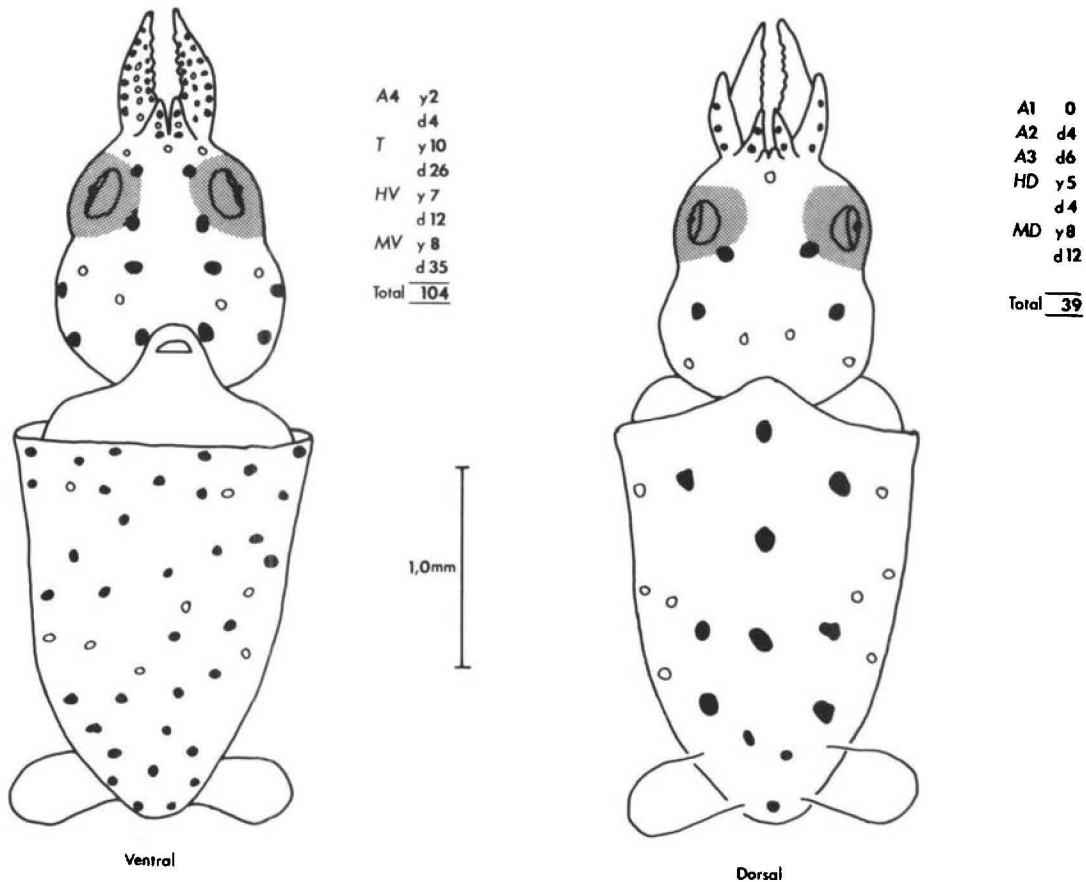 A4 y2
d4
T y10
d26
HV y7
d12
MV y8
d35
Total 104
1,0mm
Ventral
A1 0
A2 d4
A3 d6
HD y5
d4
MD y8
d12
Total 39
Dorsal